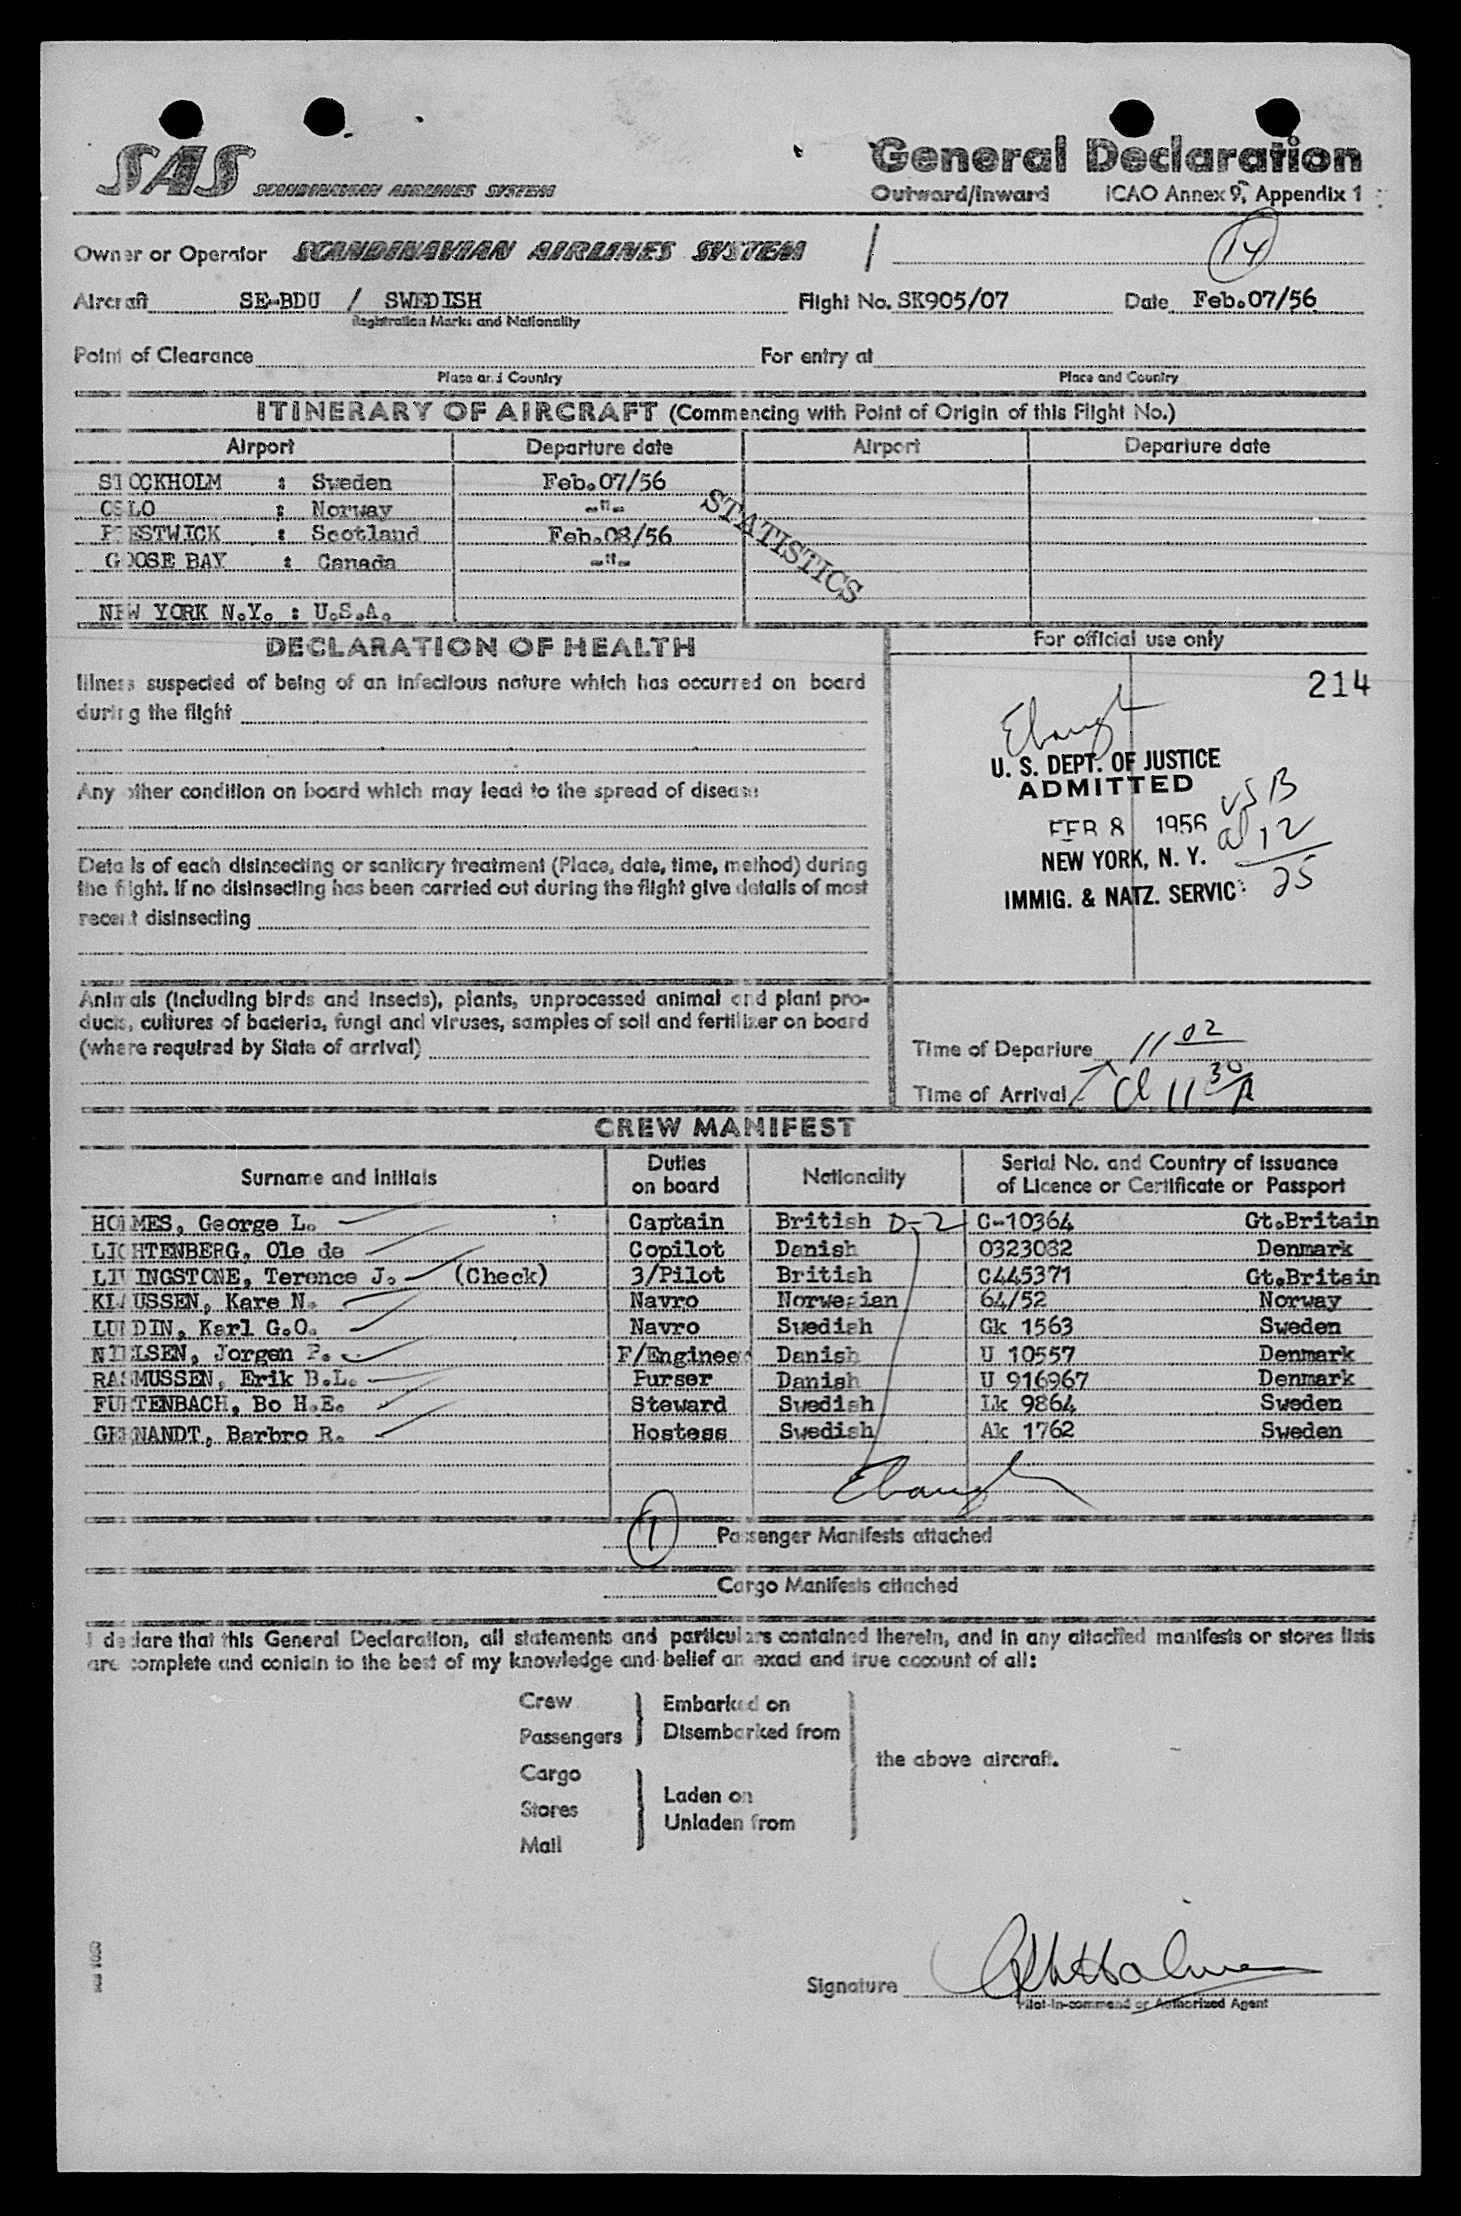 SAS SCANDINAVIAN AIRLINES SYSTEM
General Declaration
Outward/Inward ICAO Annex 9, Appendix 1
Owner or Operator SCANDINAVIAN AIRLINES SYSTEM
14
Aircraft SE-BDU / SWEDISH Flight No. SK905/07 Date Feb.07/56
Registration Marks and Nationality
Point of Clearance For entry at
Place and Country Place and Country
ITINERARY OF AIRCRAFT (Commencing with Point of Origin of this Flight No.)
Airport Departure date Airport Departure date
STOCKHOLM : Sweden Feb.07/56
OSLO : Norway -"-
PRESTWICK : Scotland Feb.08/56
GOOSE BAY : Canada -"-
NEW YORK N.Y. : U.S.A.
STATISTICS
DECLARATION OF HEALTH
Illness suspected of being of an infectious nature which has occurred on board
during the flight
Any other condition on board which may lead to the spread of disease
Details of each disinsecting or sanitary treatment (Place, date, time, method) during
the flight. If no disinsecting has been carried out during the flight give details of most
recent disinsecting
Animals (including birds and insects), plants, unprocessed animal and plant pro-
ducts, cultures of bacteria, fungi and viruses, samples of soil and fertilizer on board
(where required by State of arrival)
For official use only
214
Ebaugh
U. S. DEPT. OF JUSTICE
ADMITTED
FEB 8 1956
NEW YORK, N. Y.
IMMIG. & NATZ. SERVICE
USB
al 12
25
Time of Departure 11 02
Time of Arrival 11 30
CREW MANIFEST
Surname and Initials Duties on board Nationality Serial No. and Country of Issuance of Licence or Certificate or Passport
HOLMES, George L. Captain British D-2 C-10364 Gt.Britain
LICHTENBERG, Ole de Copilot Danish 0323032 Denmark
LIVINGSTONE, Terence J. (Check) 3/Pilot British C445371 Gt.Britain
KLAUSSEN, Kare N. Navro Norwegian 64/52 Norway
LUNDIN, Karl G.O. Navro Swedish Gk 1563 Sweden
NIELSEN, Jorgen P. F/Engineer Danish U 10557 Denmark
RASMUSSEN, Erik B.L. Purser Danish U 916967 Denmark
FURTENBACH, Bo H.E. Steward Swedish Lk 9864 Sweden
GERNANDT, Barbro R. Hostess Swedish Ak 1762 Sweden
Ebaugh
1 Passenger Manifests attached
Cargo Manifests attached
I declare that this General Declaration, all statements and particulars contained therein, and in any attached manifests or stores lists
are complete and contain to the best of my knowledge and belief an exact and true account of all:
Crew Embarked on
Passengers Disembarked from
the above aircraft.
Cargo
Stores Laden on
Mail Unladen from
Signature
Pilot-in-command or Authorized Agent